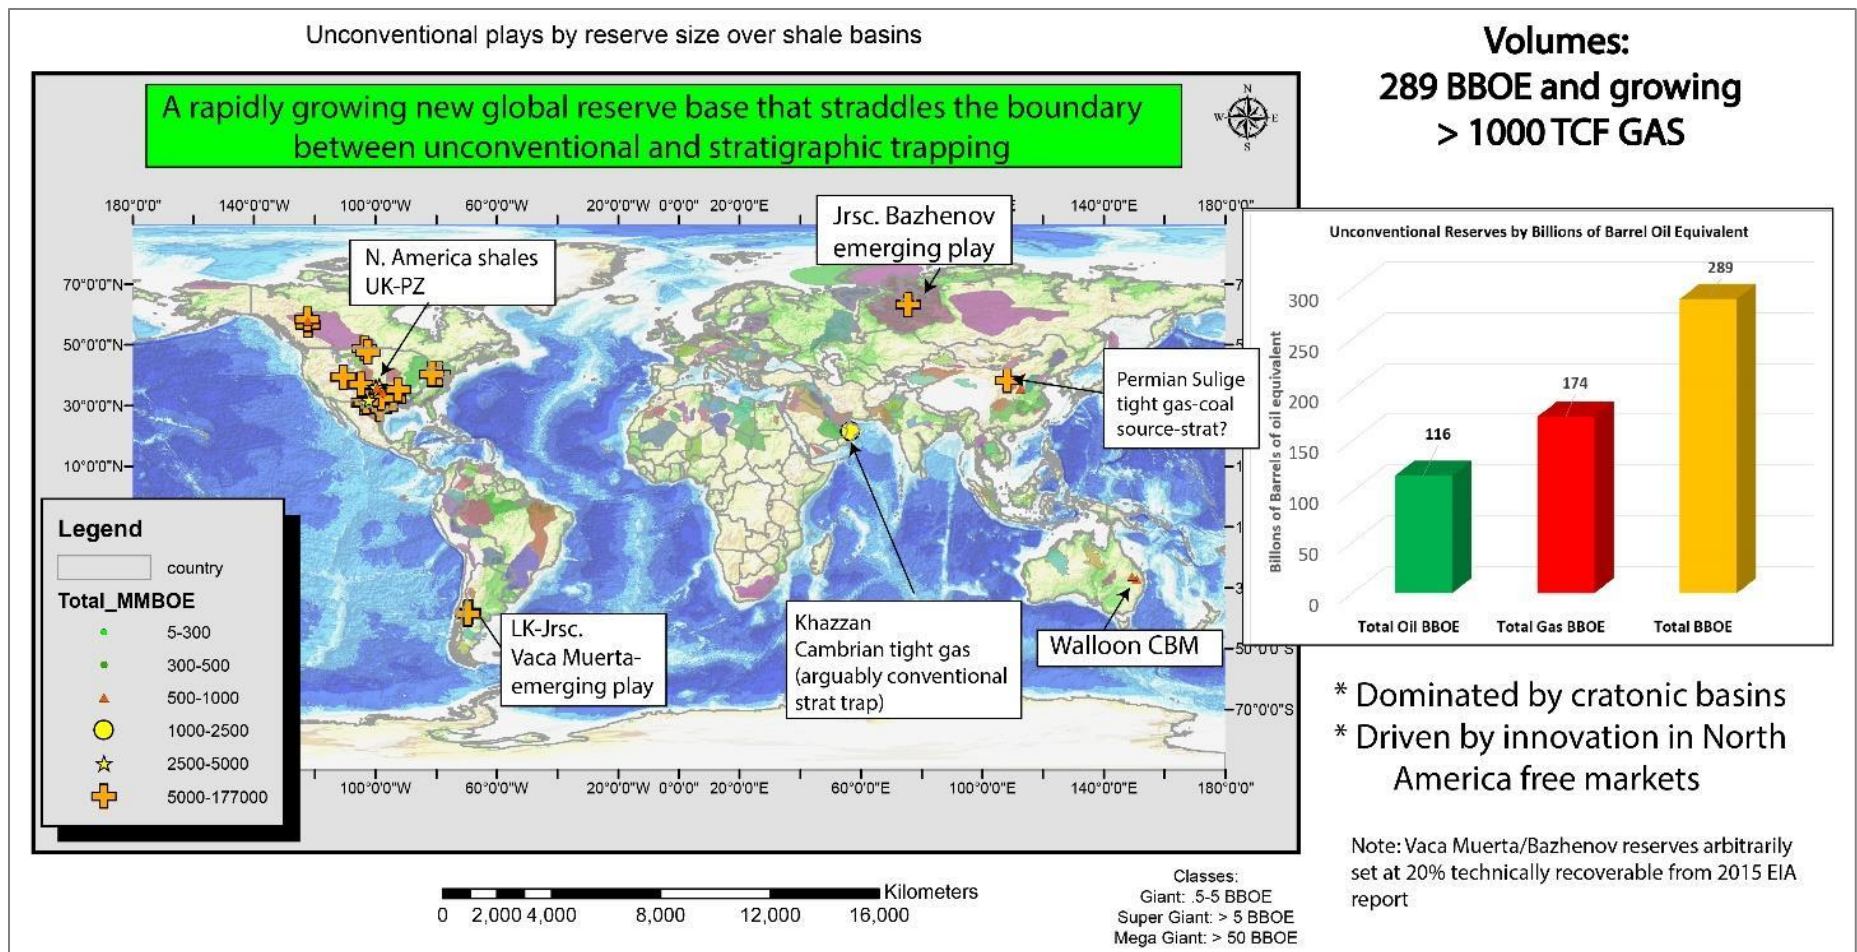 Unconventional plays by reserve size over shale basins
A rapidly growing new global reserve base that straddles the boundary
between unconventional and stratigraphic trapping
N
W E
S
180°0'0" 140°0'0"W 100°0'0"W 60°0'0"W 20°0'0"W 0°0'0" 20°0'0"E 140°0'0"E 180°0'0"
70°0'0"N
50°0'0"N
30°0'0"N
10°0'0"N
N. America shales
UK-PZ
Jrsc. Bazhenov
emerging play
Permian Sulige
tight gas-coal
source-strat?
LK-Jrsc.
Vaca Muerta-
emerging play
Khazzan
Cambrian tight gas
(arguably conventional
strat trap)
Walloon CBM
50°0'0"S
70°0'0"S
100°0'0"W 60°0'0"W 20°0'0"W 0°0'0" 20°0'0"E 60°0'0"E 100°0'0"E 140°0'0"E 180°0'0"
Legend
country
Total_MMBOE
5-300
300-500
500-1000
1000-2500
2500-5000
5000-177000
Kilometers
0 2,000 4,000 8,000 12,000 16,000
Classes:
Giant: .5-5 BBOE
Super Giant: > 5 BBOE
Mega Giant: > 50 BBOE
Volumes:
289 BBOE and growing
> 1000 TCF GAS
Unconventional Reserves by Billions of Barrel Oil Equivalent
Billons of Barrels of oil equivalent
300
250
200
150
100
50
0
116
174
289
Total Oil BBOE Total Gas BBOE Total BBOE
* Dominated by cratonic basins
* Driven by innovation in North
America free markets
Note: Vaca Muerta/Bazhenov reserves arbitrarily
set at 20% technically recoverable from 2015 EIA
report